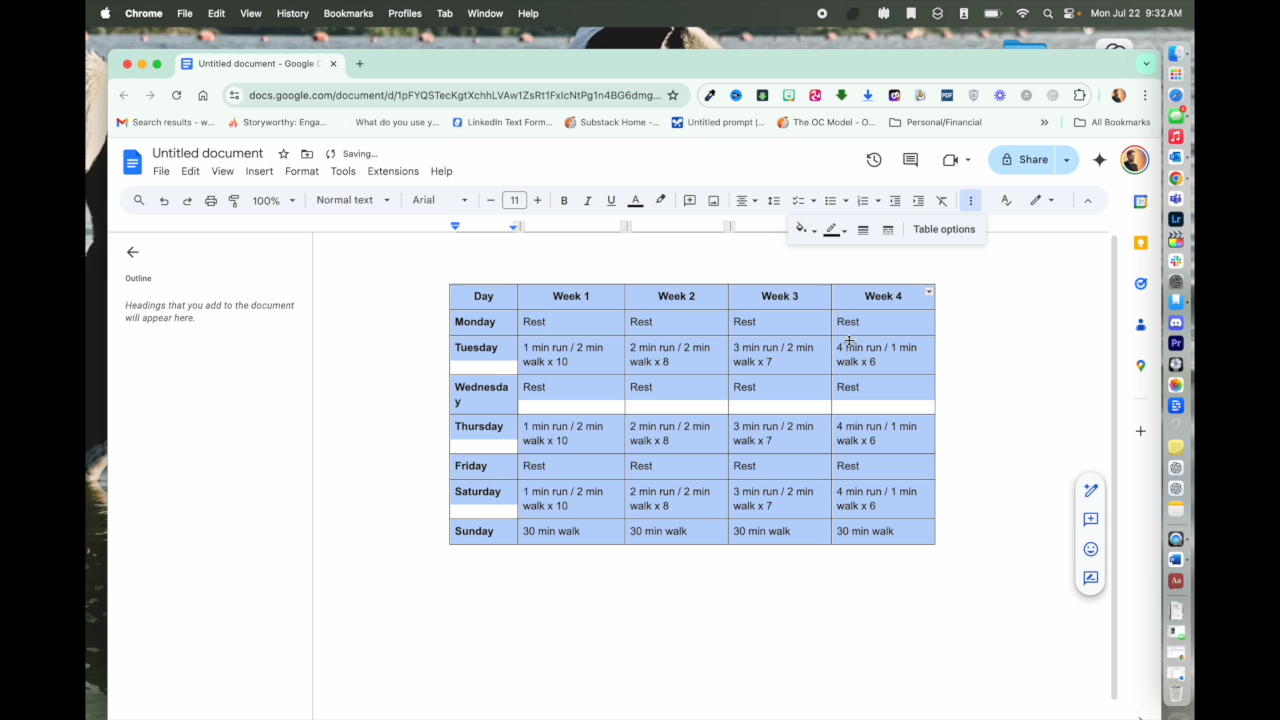 Chrome File Edit View History Bookmarks Profiles Tab Window Help Mon Jul 22 9:32 AM
Untitled document - Google D
docs.google.com/document/d/
Search results - w... Storyworthy: Enga... What do you use y... LinkedIn Text Form... Substack Home -... Untitled prompt |... The OC Model - O... Personal/Financial All Bookmarks
Untitled document Saving...
File Edit View Insert Format Tools Extensions Help
Share
100% Normal text Arial 11
Table options
Outline
Headings that you add to the document
will appear here.
Day Week 1 Week 2 Week 3 Week 4
Monday Rest Rest Rest Rest
Tuesday 1 min run / 2 min 2 min run / 2 min 3 min run / 2 min 4 min run / 1 min
walk x 10 walk x 8 walk x 7 walk x 6
Wednesda Rest Rest Rest Rest
y
Thursday 1 min run / 2 min 2 min run / 2 min 3 min run / 2 min 4 min run / 1 min
walk x 10 walk x 8 walk x 7 walk x 6
Friday Rest Rest Rest Rest
Saturday 1 min run / 2 min 2 min run / 2 min 3 min run / 2 min 4 min run / 1 min
walk x 10 walk x 8 walk x 7 walk x 6
Sunday 30 min walk 30 min walk 30 min walk 30 min walk